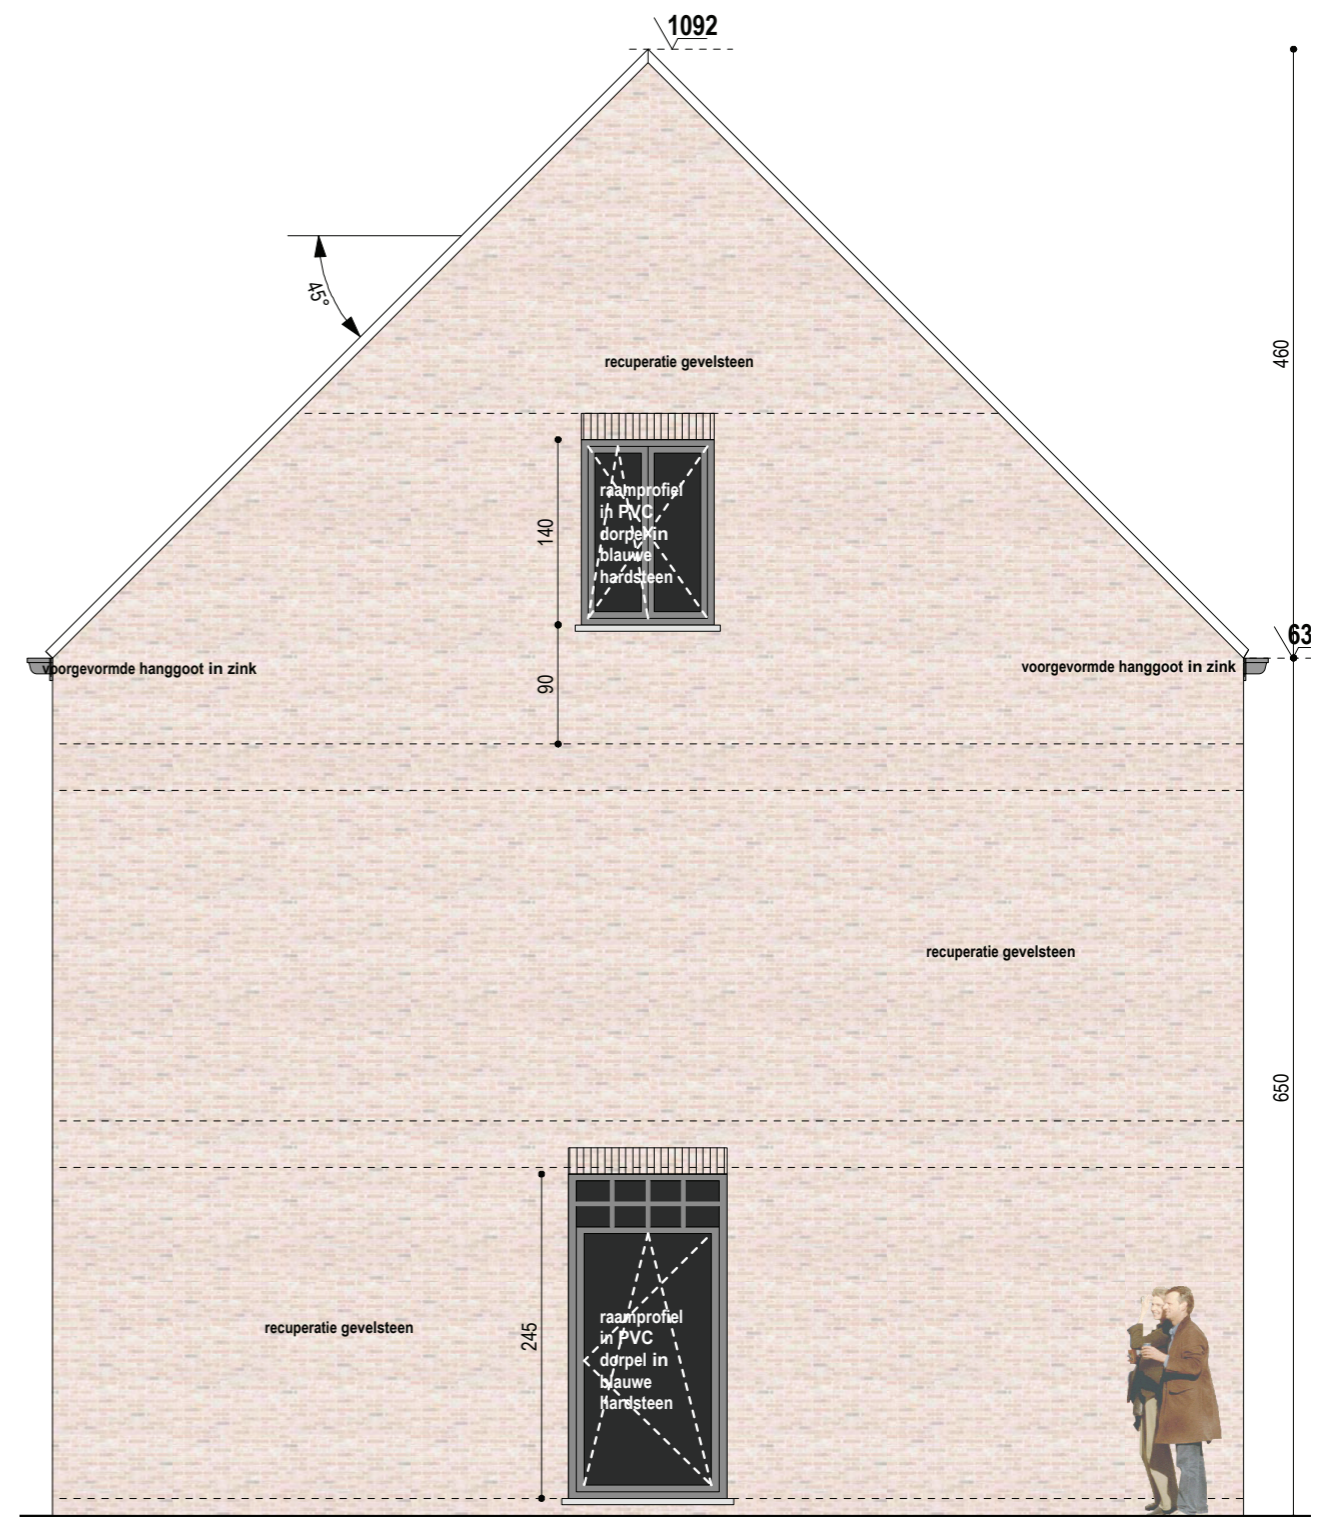 1092
45°
460
recuperatie gevelsteen
140
raamprofiel
in PVC
dorpel in
blauwe
hardsteen
63
voorgevormde hanggoot in zink
voorgevormde hanggoot in zink
90
recuperatie gevelsteen
650
245
recuperatie gevelsteen
raamprofiel
in PVC
dorpel in
blauwe
hardsteen